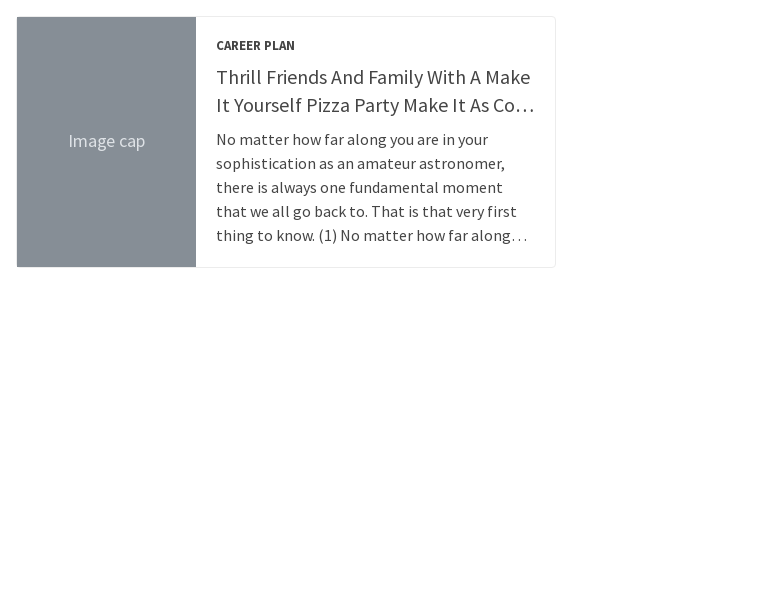 Image cap
CAREER PLAN
Thrill Friends And Family With A Make
It Yourself Pizza Party Make It As Co…
No matter how far along you are in your
sophistication as an amateur astronomer,
there is always one fundamental moment
that we all go back to. That is that very first
thing to know. (1) No matter how far along…